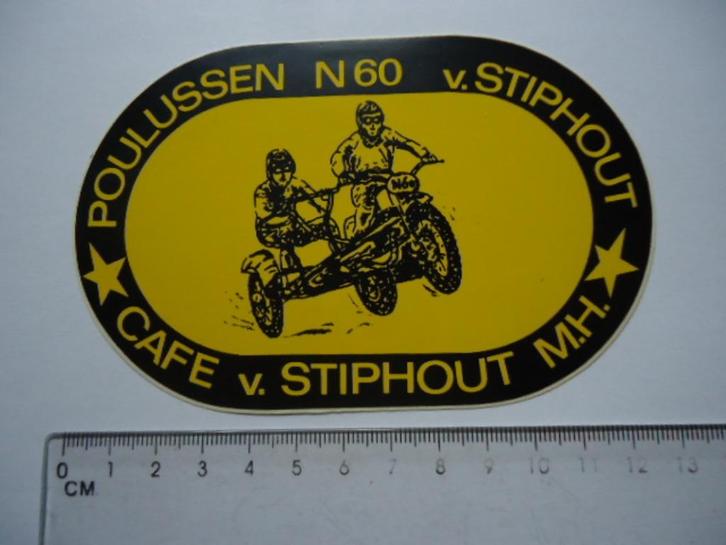 POULUSSEN N60 v. STIPHOUT
N60
CAFE v. STIPHOUT M.H.
0 1 2 3 4 5 6 7 8 9 10 11 12 13
CM